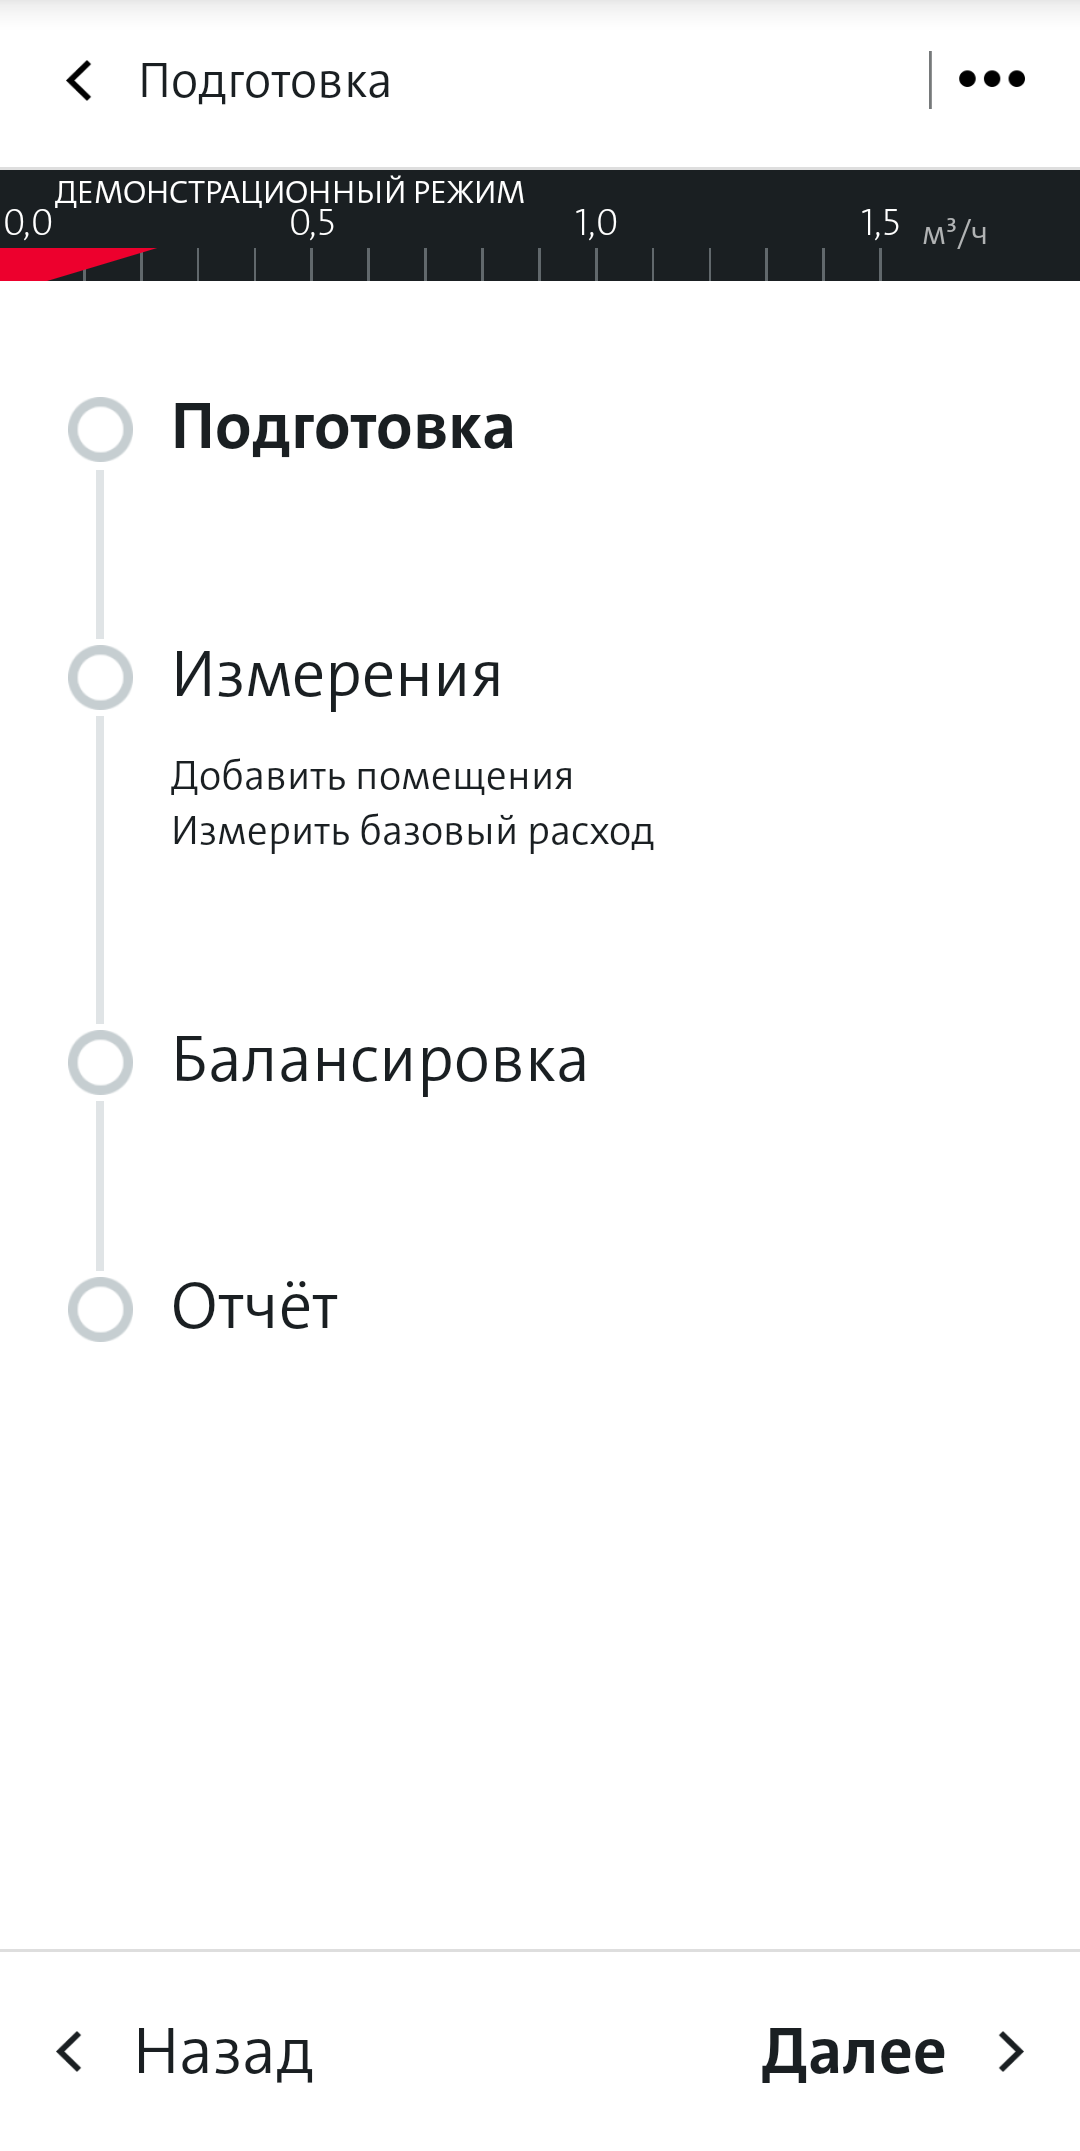 Подготовка
ДЕМОНСТРАЦИОННЫЙ РЕЖИМ
0,0 0,5 1,0 1,5 м³/ч
Подготовка
Измерения
Добавить помещения
Измерить базовый расход
Балансировка
Отчёт
Назад Далее